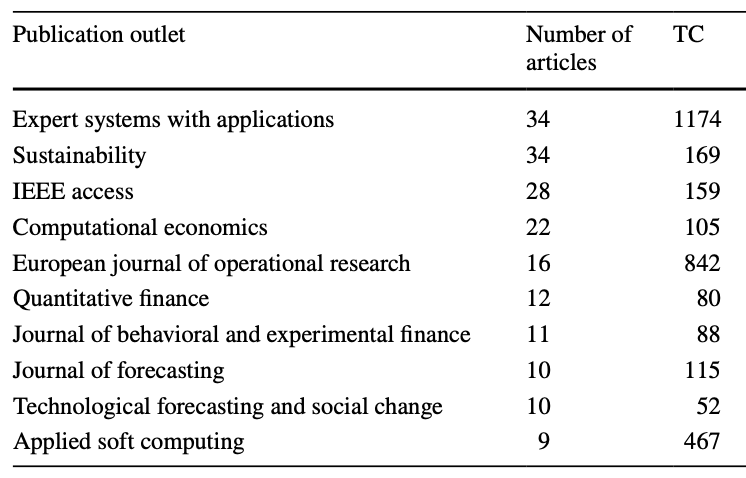 Publication outlet Number of articles TC
Expert systems with applications 34 1174
Sustainability 34 169
IEEE access 28 159
Computational economics 22 105
European journal of operational research 16 842
Quantitative finance 12 80
Journal of behavioral and experimental finance 11 88
Journal of forecasting 10 115
Technological forecasting and social change 10 52
Applied soft computing 9 467